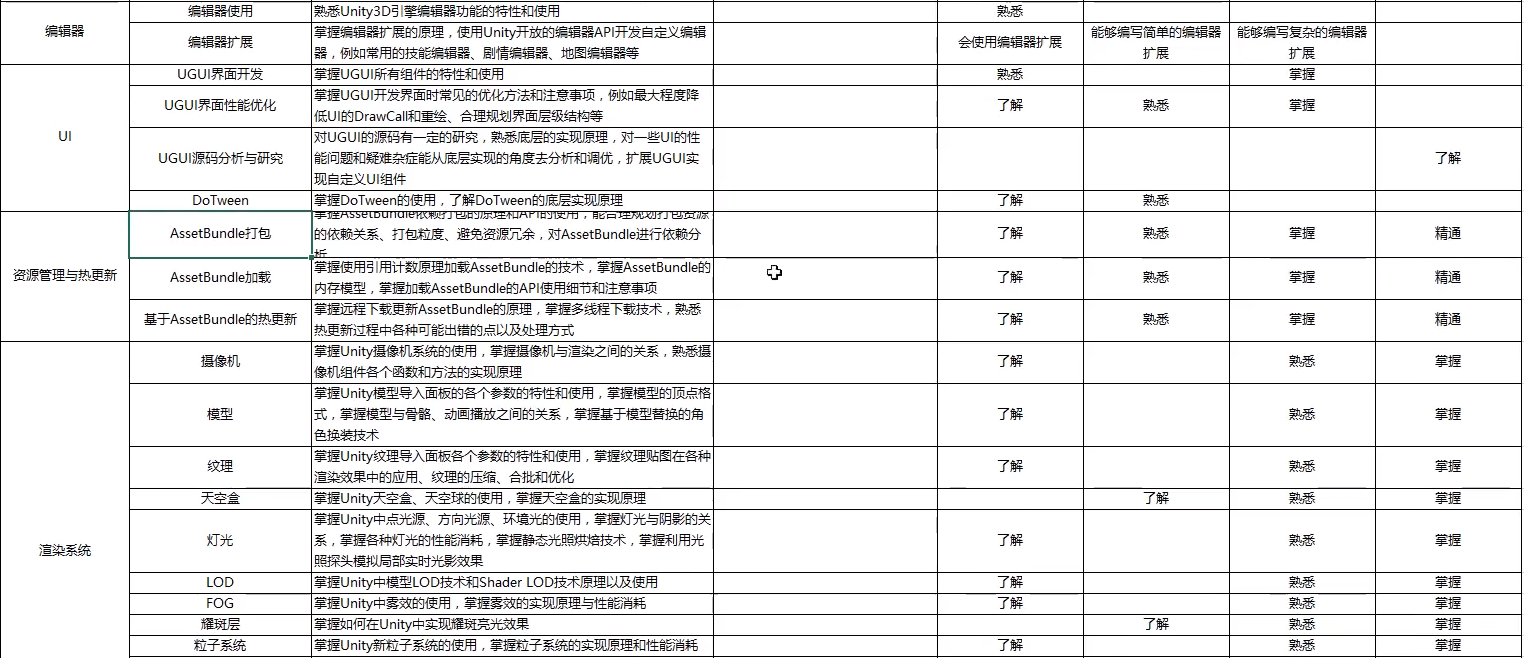 编辑器
编辑器使用
熟悉Unity3D引擎编辑器功能的特性和使用
熟悉
编辑器扩展
掌握编辑器扩展的原理，使用Unity开放的编辑器API开发自定义编辑
器，例如常用的技能编辑器、剧情编辑器、地图编辑器等
会使用编辑器扩展
能够编写简单的编辑器
扩展
能够编写复杂的编辑器
扩展
UI
UGUI界面开发
掌握UGUI所有组件的特性和使用
熟悉
掌握
UGUI界面性能优化
掌握UGUI开发界面时常见的优化方法和注意事项，例如最大程度降
低UI的DrawCall和重绘、合理规划界面层级结构等
了解
熟悉
掌握
UGUI源码分析与研究
对UGUI的源码有一定的研究，熟悉底层的实现原理，对一些UI的性
能问题和疑难杂症能从底层实现的角度去分析和调优，扩展UGUI实
现自定义UI组件
了解
DoTween
掌握DoTween的使用，了解DoTween的底层实现原理
了解
熟悉
资源管理与热更新
AssetBundle打包
掌握AssetBundle依赖打包的原理和API的使用，能合理规划打包资源
的依赖关系、打包粒度、避免资源冗余，对AssetBundle进行依赖分
析
了解
熟悉
掌握
精通
AssetBundle加载
掌握使用引用计数原理加载AssetBundle的技术，掌握AssetBundle的
内存模型，掌握加载AssetBundle的API使用细节和注意事项
了解
熟悉
掌握
精通
基于AssetBundle的热更新
掌握远程下载更新AssetBundle的原理，掌握多线程下载技术，熟悉
热更新过程中各种可能出错的点以及处理方式
了解
熟悉
掌握
精通
渲染系统
摄像机
掌握Unity摄像机系统的使用，掌握摄像机与渲染之间的关系，熟悉摄
像机组件各个函数和方法的实现原理
了解
熟悉
掌握
模型
掌握Unity模型导入面板的各个参数的特性和使用，掌握模型的顶点格
式，掌握模型与骨骼、动画播放之间的关系，掌握基于模型替换的角
色换装技术
了解
熟悉
掌握
纹理
掌握Unity纹理导入面板各个参数的特性和使用，掌握纹理贴图在各种
渲染效果中的应用、纹理的压缩、合批和优化
了解
熟悉
掌握
天空盒
掌握Unity天空盒、天空球的使用，掌握天空盒的实现原理
了解
熟悉
掌握
灯光
掌握Unity中点光源、方向光源、环境光的使用，掌握灯光与阴影的关
系，掌握各种灯光的性能消耗，掌握静态光照烘焙技术，掌握利用光
照探头模拟局部实时光影效果
了解
熟悉
掌握
LOD
掌握Unity中模型LOD技术和Shader LOD技术原理以及使用
了解
熟悉
掌握
FOG
掌握Unity中雾效的使用，掌握雾效的实现原理与性能消耗
了解
熟悉
掌握
耀斑层
掌握如何在Unity中实现耀斑亮光效果
了解
熟悉
掌握
粒子系统
掌握Unity新粒子系统的使用，掌握粒子系统的实现原理和性能消耗
了解
熟悉
掌握